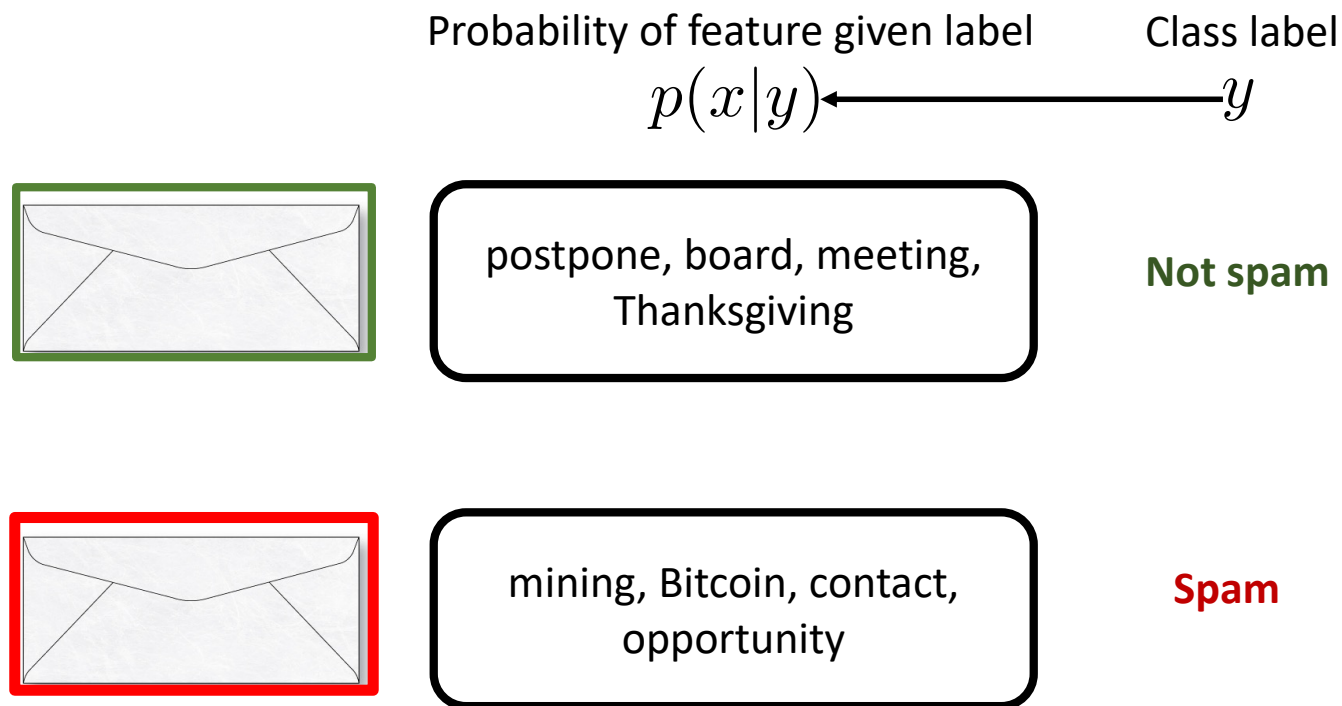 Probability of feature given label
Class label
p(x|y)
y
postpone, board, meeting,
Thanksgiving
Not spam
mining, Bitcoin, contact,
opportunity
Spam